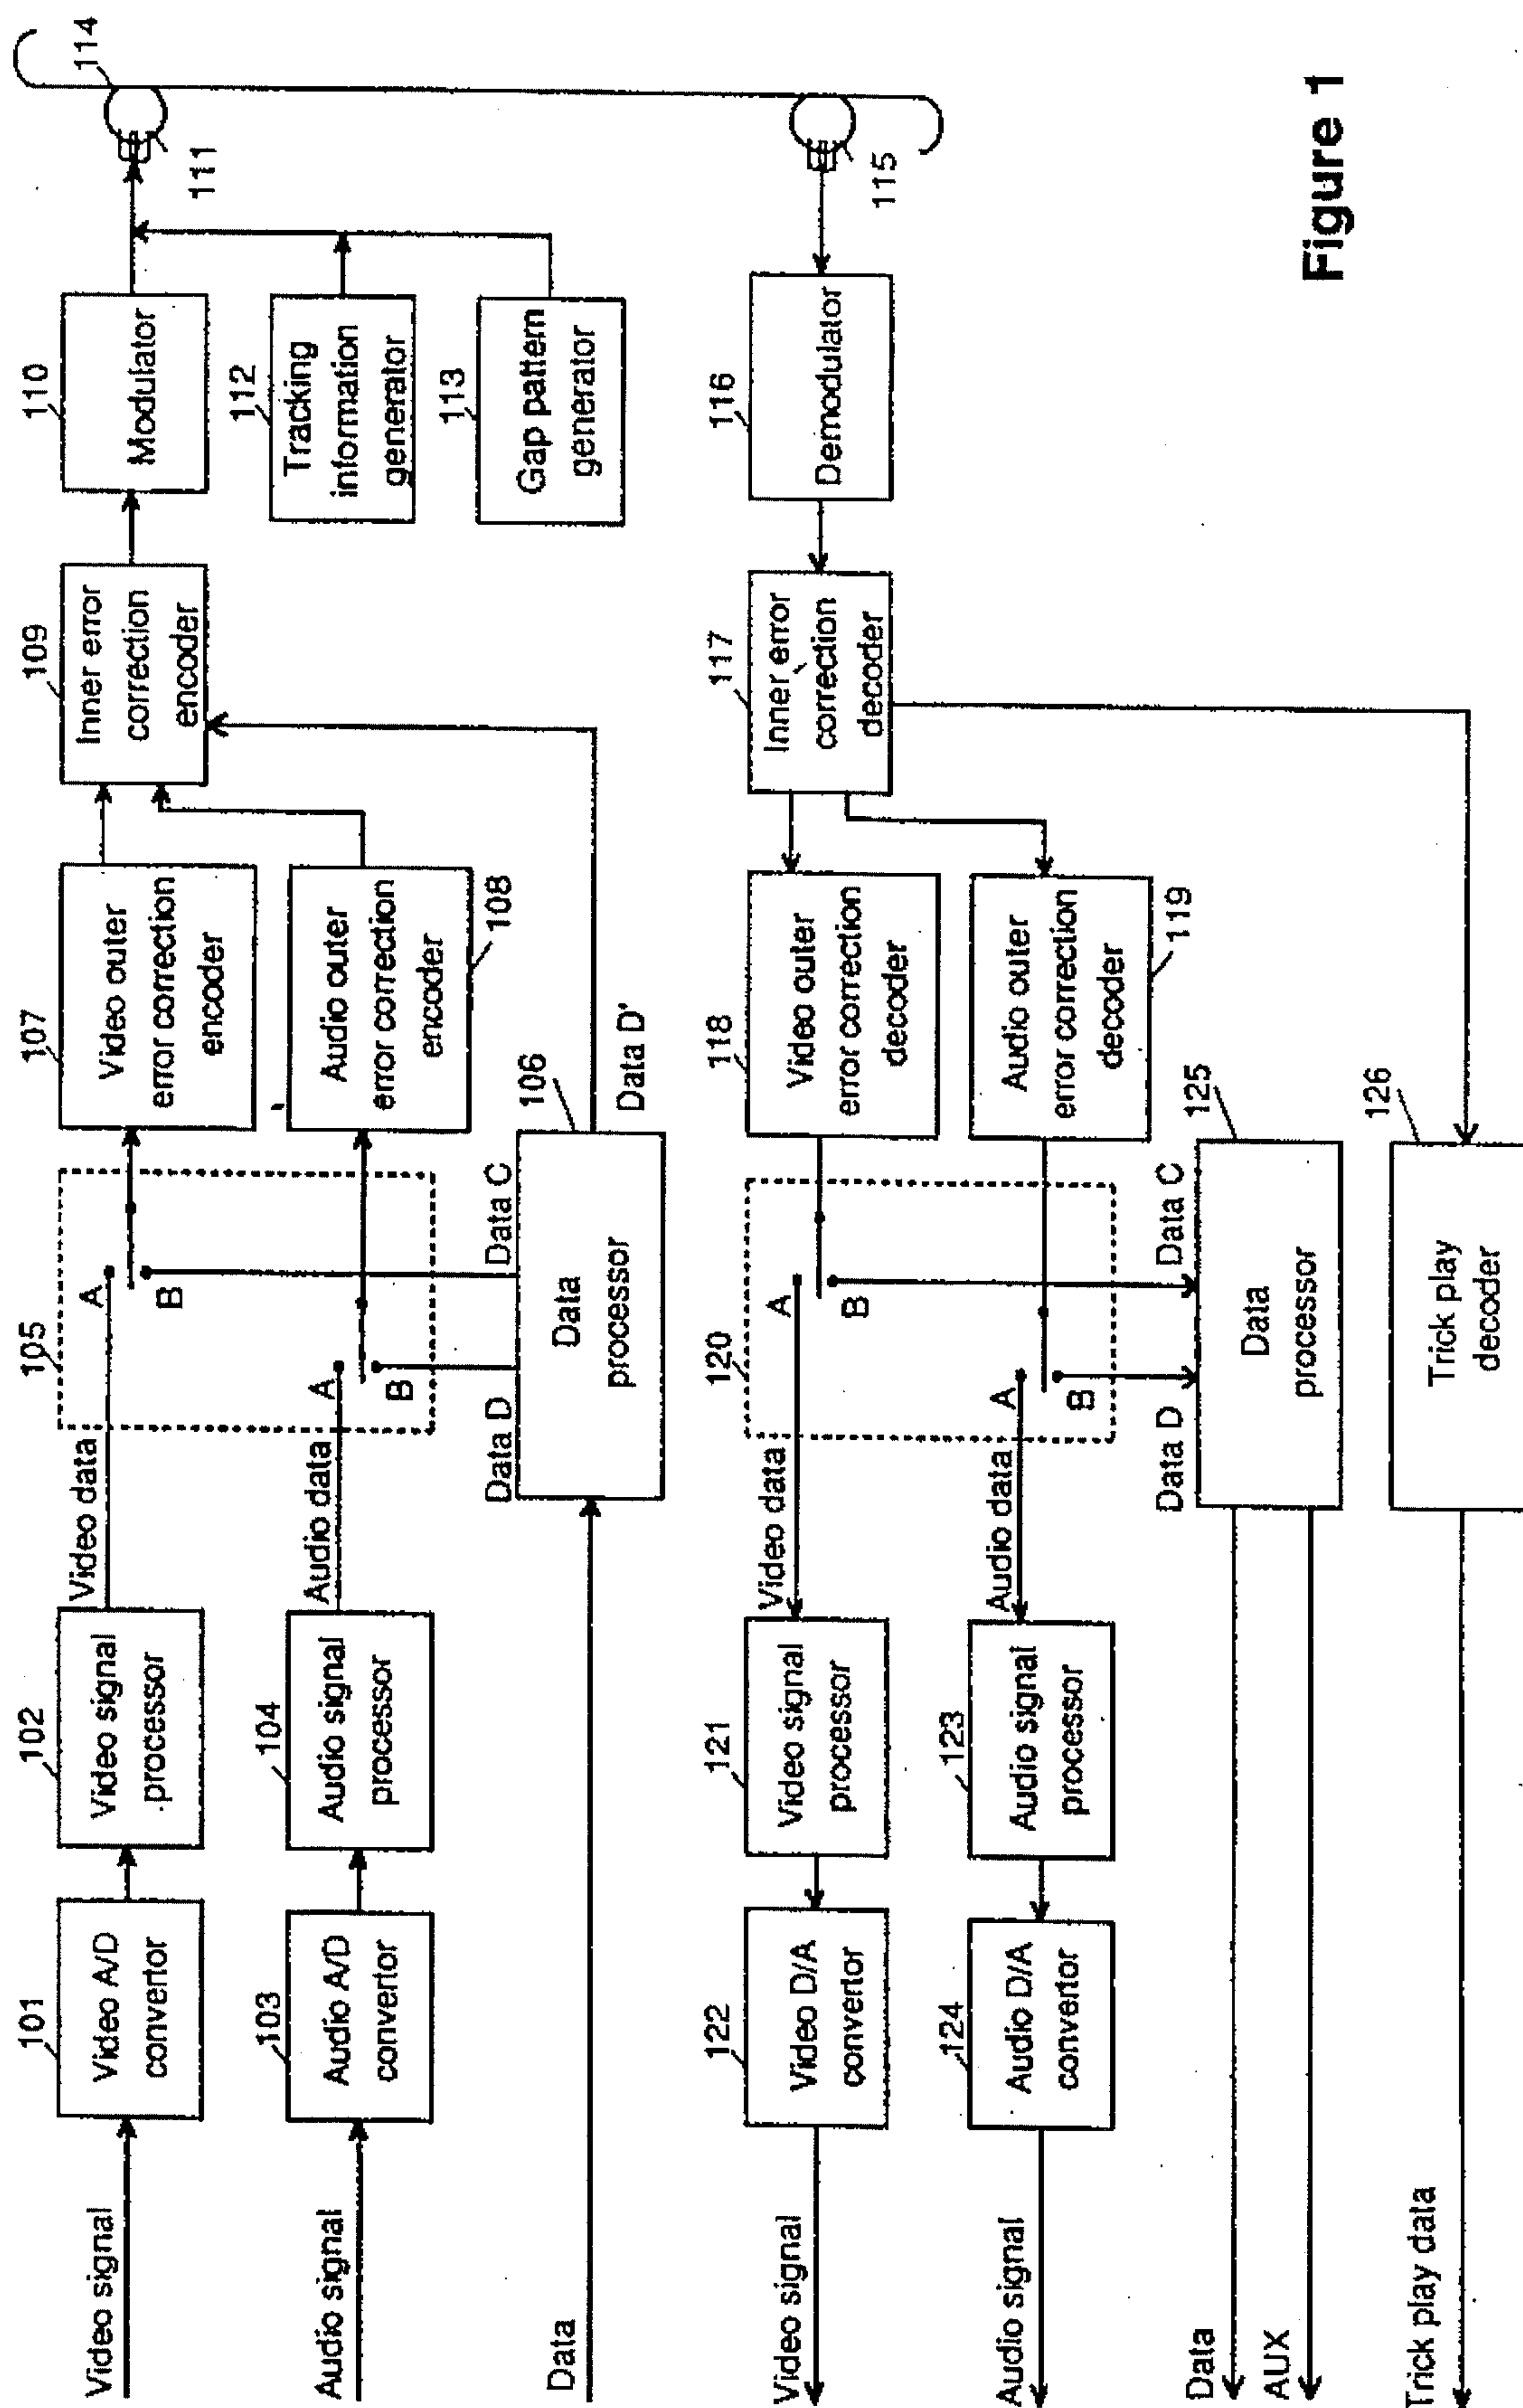 101
Video A/D
convertor
102
Video signal
processor
Video signal
Video data
103
Audio A/D
convertor
104
Audio signal
processor
Audio signal
Audio data
105
A
B
A
B
Data
Data D
Data C
106
Data
processor
Data D'
107
Video outer
error correction
encoder
Audio outer
error correction
encoder
108
109
Inner error
correction
encoder
110
Modulator
111
112
Tracking
information
generator
113
Gap pattern
generator
114
115
116
Demodulator
117
Inner error
correction
decoder
118
Video outer
error correction
decoder
Audio outer
error correction
decoder
119
120
A
B
A
B
Video data
Audio data
121
Video signal
processor
122
Video D/A
convertor
Video signal
123
Audio signal
processor
124
Audio D/A
convertor
Audio signal
Data D
Data C
125
Data
processor
Data
AUX
126
Trick play
decoder
Trick play data
Figure 1